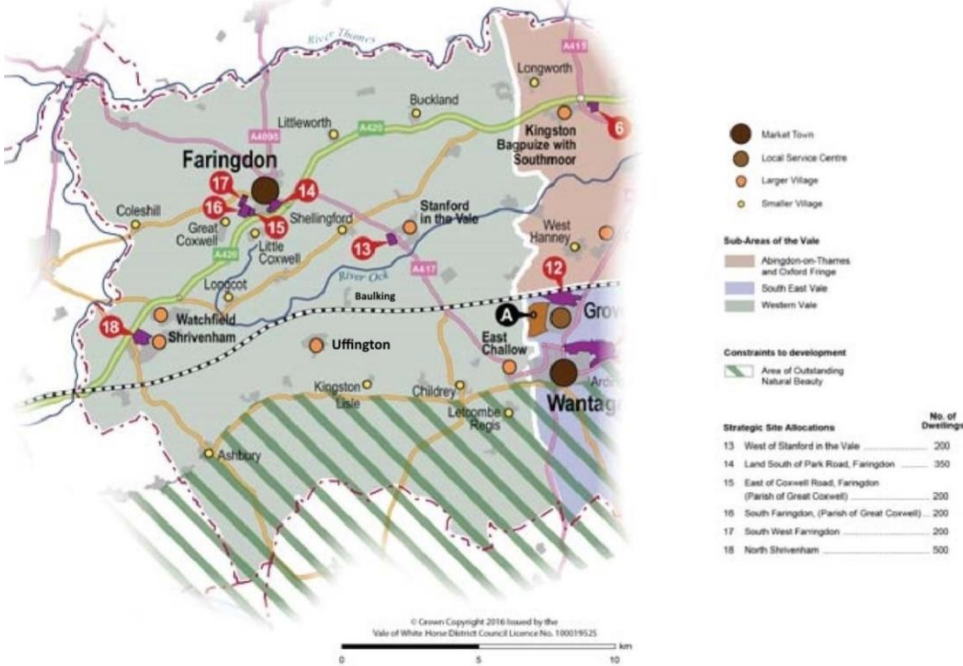 River Thames
A415
Longworth
Buckland
Littleworth
A420
A4095
Kingston
Bagpuize with
Southmoor
6
Faringdon
17
14
16
15
Coleshill
Great
Coxwell
Shellingford
Stanford
in the Vale
Little
Coxwell
13
West
Hanney
A420
River Ock
A417
12
Longcot
Baulking
A
Grov
Watchfield
18
Shrivenham
East
Challow
Uffington
Kingston
Lisle
Childrey
Wantag
Letcombe
Regis
Ashbury
Market Town
Local Service Centre
Larger Village
Smaller Village
Sub-Areas of the Vale
Abingdon-on-Thames
and Oxford Fringe
South East Vale
Western Vale
Constraints to development
Area of Outstanding
Natural Beauty
Strategic Site Allocations No. of
Dwellings
13 West of Stanford in the Vale 200
14 Land South of Park Road, Faringdon 350
15 East of Coxwell Road, Faringdon
(Parish of Great Coxwell) 200
16 South Faringdon, (Parish of Great Coxwell) 200
17 South West Farringdon 200
18 North Shrivenham 500
© Crown Copyright 2016 Issued by the
Vale of White Horse District Council Licence No. 100019525
km
0 5 10